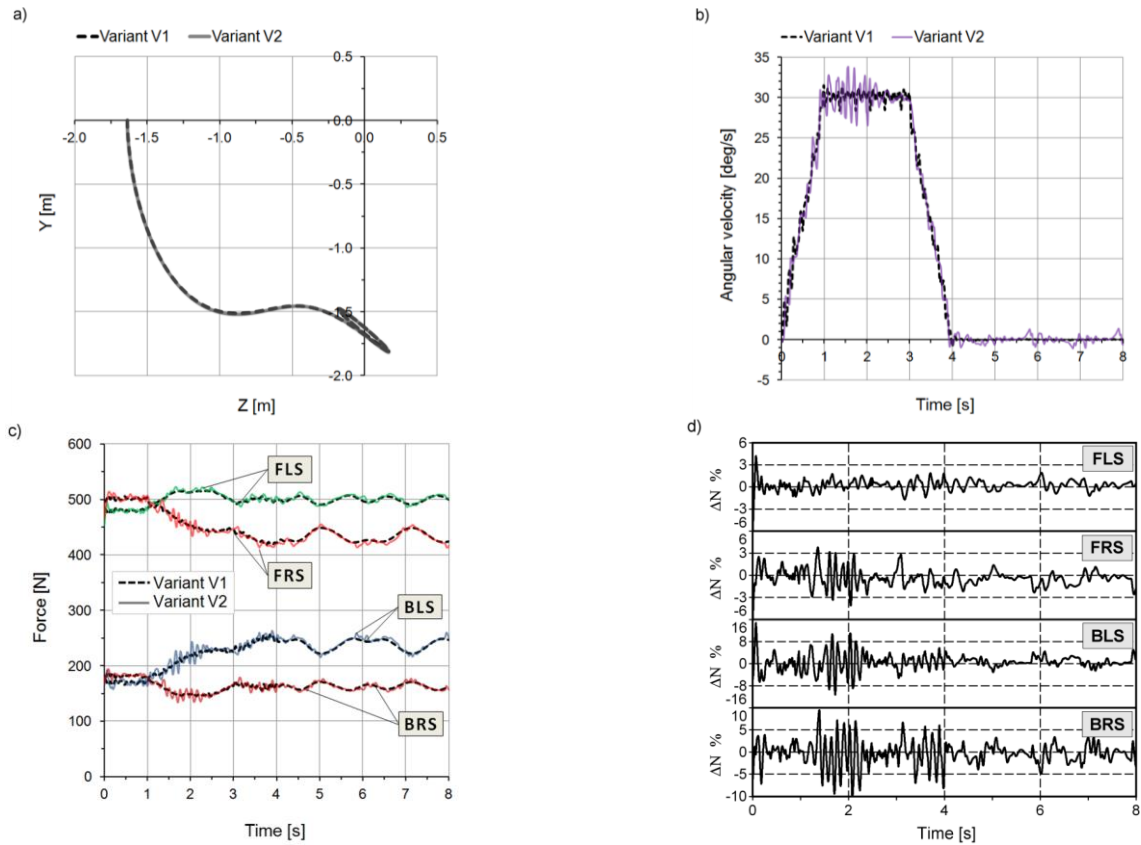 a)
Variant V1 Variant V2
0.5
0.0
-2.0 -1.5 -1.0 -0.5 0.0 0.5
-0.5
-1.0
-1.5
-2.0
Y [m]
Z [m]
b)
Variant V1 Variant V2
35
30
25
20
15
10
5
0
-5
0 1 2 3 4 5 6 7 8
Angular velocity [deg/s]
Time [s]
c)
600
500
400
300
200
100
0
0 1 2 3 4 5 6 7 8
Force [N]
FLS
FRS
Variant V1
Variant V2
BLS
BRS
Time [s]
d)
6
3
0
-3
-6
ΔN %
FLS
6
3
0
-3
-6
ΔN %
FRS
16
10
0
-8
-16
ΔN %
BLS
10
5
0
-5
-10
ΔN %
BRS
0 2 4 6 8
Time [s]